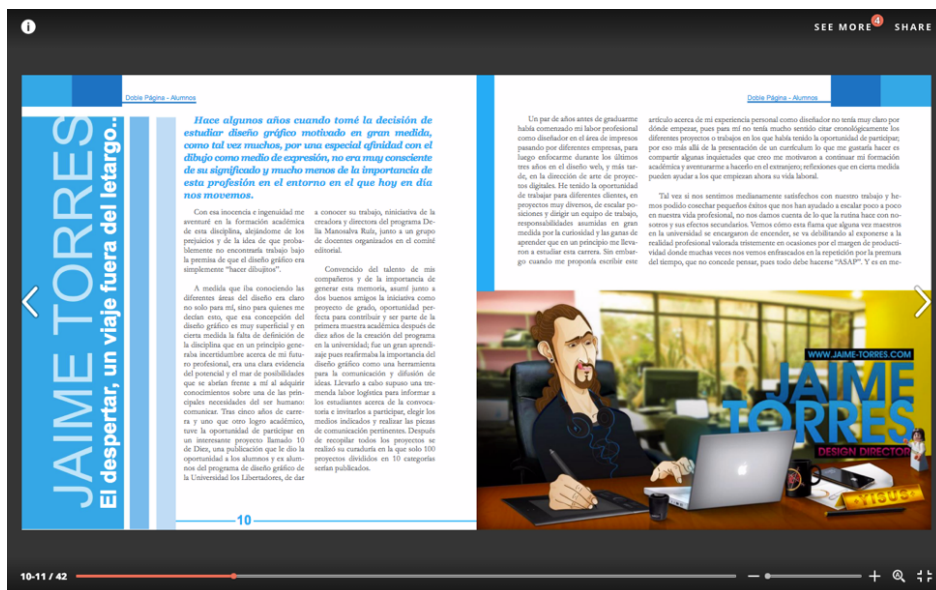 SEE MORE 4 SHARE
Doble Página - Alumnos
JAIME TORRES
El despertar, un viaje fuera del letargo...
Hace algunos años cuando tomé la decisión de
estudiar diseño gráfico motivado en gran medida,
como tal vez muchos, por una especial afinidad con el
dibujo como medio de expresión, no era muy consciente
de su significado y mucho menos de la importancia de
esta profesión en el entorno en el que hoy en día
nos movemos.
Con esa inocencia e ingenuidad me
aventuré en la formación académica
de esta disciplina, alejándome de los
prejuicios y de la idea de que proba-
blemente no encontraría trabajo bajo
la premisa de que el diseño gráfico era
simplemente "hacer dibujitos".
A medida que iba conociendo las
diferentes áreas del diseño era claro
no solo para mí, sino para quienes me
decían esto, que esa concepción del
diseño gráfico es muy superficial y en
cierta medida la falta de definición de
la disciplina que en un principio gene-
raba incertidumbre acerca de mi futu-
ro profesional, era una clara evidencia
del potencial y el mar de posibilidades
que se abrían frente a mí al adquirir
conocimientos sobre una de las prin-
cipales necesidades del ser humano:
comunicar. Tras cinco años de carre-
ra y uno que otro logro académico,
tuve la oportunidad de participar en
un interesante proyecto llamado 10
de Diez, una publicación que le dio la
oportunidad a los alumnos y ex alum-
nos del programa de diseño gráfico de
la Universidad los Libertadores, de dar
a conocer su trabajo, niniciativa de la
creadora y directora del programa De-
lia Manosalva Ruíz, junto a un grupo
de docentes organizados en el comité
editorial.
Convencido del talento de mis
compañeros y de la importancia de
generar esta memoria, asumí junto a
dos buenos amigos la iniciativa como
proyecto de grado, oportunidad per-
fecta para contribuir y ser parte de la
primera muestra académica después de
diez años de la creación del programa
en la universidad; fue un gran aprendi-
zaje pues reafirmaba la importancia del
diseño gráfico como una herramienta
para la comunicación y difusión de
ideas. Llevarlo a cabo supuso una tre-
menda labor logística para informar a
los estudiantes acerca de la convoca-
toria e invitarlos a participar, elegir los
medios indicados y realizar las piezas
de comunicación pertinentes. Después
de recopilar todos los proyectos se
realizó su curaduría en la que solo 100
proyectos divididos en 10 categorías
serían publicados.
10
Doble Página - Alumnos
Un par de años antes de graduarme
había comenzado mi labor profesional
como diseñador en el área de impresos
pasando por diferentes empresas, para
luego enfocarme durante los últimos
tres años en el diseño web, y más tar-
de, en la dirección de arte de proyec-
tos digitales. He tenido la oportunidad
de trabajar para diferentes clientes, en
proyectos muy diversos, de escalar po-
siciones y dirigir un equipo de trabajo,
responsabilidades asumidas en gran
medida por la curiosidad y las ganas de
aprender que en un principio me lleva-
ron a estudiar esta carrera. Sin embar-
go cuando me proponía escribir este
artículo acerca de mi experiencia personal como diseñador no tenía muy claro por
dónde empezar, pues para mí no tenía mucho sentido citar cronológicamente los
diferentes proyectos o trabajos en los que había tenido la oportunidad de participar;
por eso más allá de la presentación de un currículum lo que me gustaría hacer es
compartir algunas inquietudes que creo me motivaron a continuar mi formación
académica y aventurarme a hacerlo en el extranjero; reflexiones que en cierta medida
pueden ayudar a los que empiezan ahora su vida laboral.
Tal vez si nos sentimos medianamente satisfechos con nuestro trabajo y he-
mos podido cosechar pequeños éxitos que nos han ayudado a escalar poco a poco
en nuestra vida profesional, no nos damos cuenta de lo que la rutina hace con no-
sotros y sus efectos secundarios. Vemos cómo esta flama que alguna vez maestros
en la universidad se encargaron de encender, se va debilitando al exponerse a la
realidad profesional valorada tristemente en ocasiones por el margen de producti-
vidad donde muchas veces nos vemos enfrascados en la repetición por la premura
del tiempo, que no concede pensar, pues todo debe hacerse "ASAP". Y es en me-
WWW.JAIME-TORRES.COM
JAIME
TORRES
DESIGN DIRECTOR
10-11 / 42